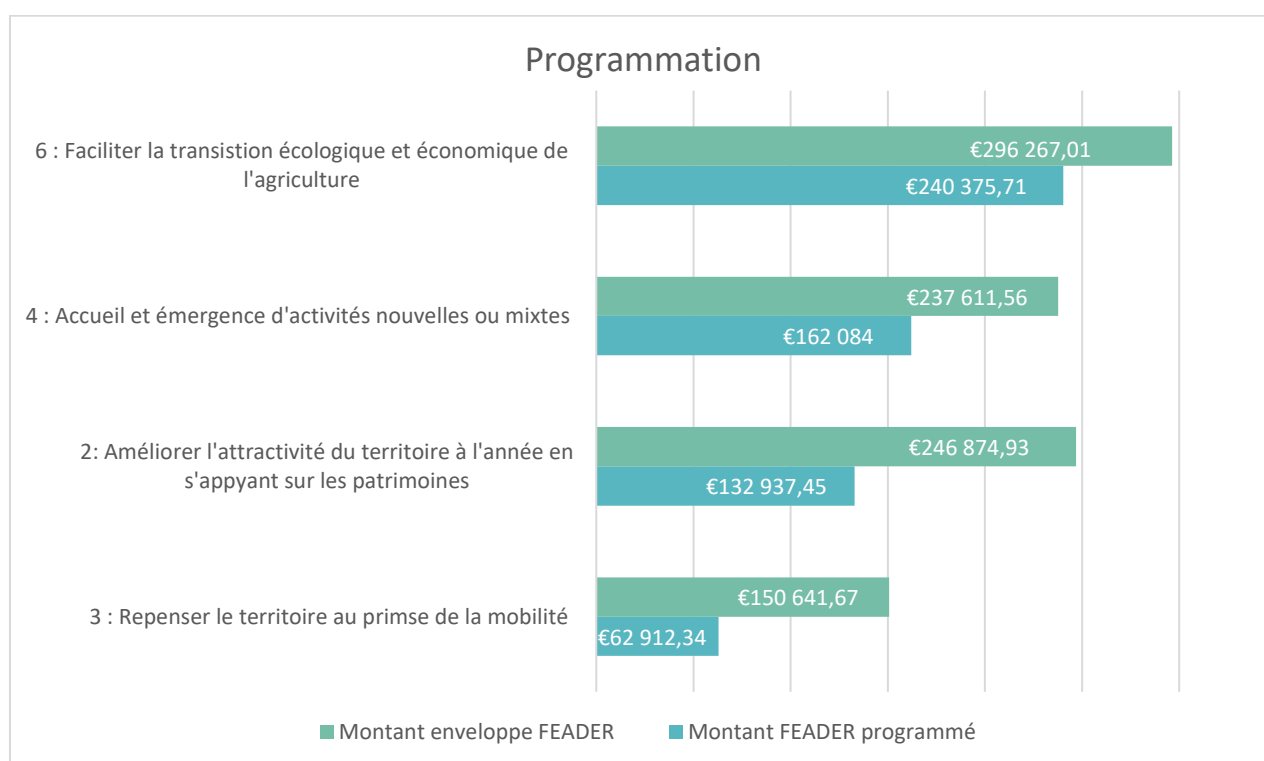 Programmation
6 : Faciliter la transistion écologique et économique de
l'agriculture
€296 267,01
€240 375,71
4 : Accueil et émergence d'activités nouvelles ou mixtes
€237 611,56
€162 084
2: Améliorer l'attractivité du territoire à l'année en
s'appyant sur les patrimoines
€246 874,93
€132 937,45
3 : Repenser le territoire au primse de la mobilité
€150 641,67
€62 912,34
Montant enveloppe FEADER
Montant FEADER programmé